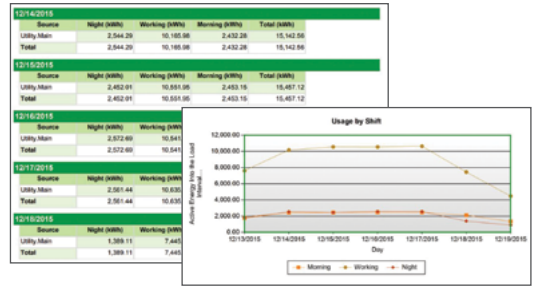 12/14/2015
Source Night (kWh) Working (kWh) Morning (kWh) Total (kWh)
Utility.Main 2,544.29 10,165.98 2,432.28 15,142.56
Total 2,544.29 10,165.98 2,432.28 15,142.56
12/15/2015
Source Night (kWh) Working (kWh) Morning (kWh) Total (kWh)
Utility.Main 2,452.01 10,551.95 2,453.15 15,457.12
Total 2,452.01 10,551.95 2,453.15 15,457.12
12/16/2015
Source Night (kWh) Working (kWh)
Utility.Main 2,572.69 10,541
Total 2,572.69 10,541
12/17/2015
Source Night (kWh) Working (kWh)
Utility.Main 2,561.44 10,635
Total 2,561.44 10,635
12/18/2015
Source Night (kWh) Working (kWh)
Utility.Main 1,389.11 7,445
Total 1,389.11 7,445
Usage by Shift
Active Energy Into the Load
Interval...
12,000.00
10,000.00
8,000.00
6,000.00
4,000.00
2,000.00
0.00
12/13/2015 12/14/2015 12/15/2015 12/16/2015 12/17/2015 12/18/2015 12/19/2015
Day
Morning Working Night